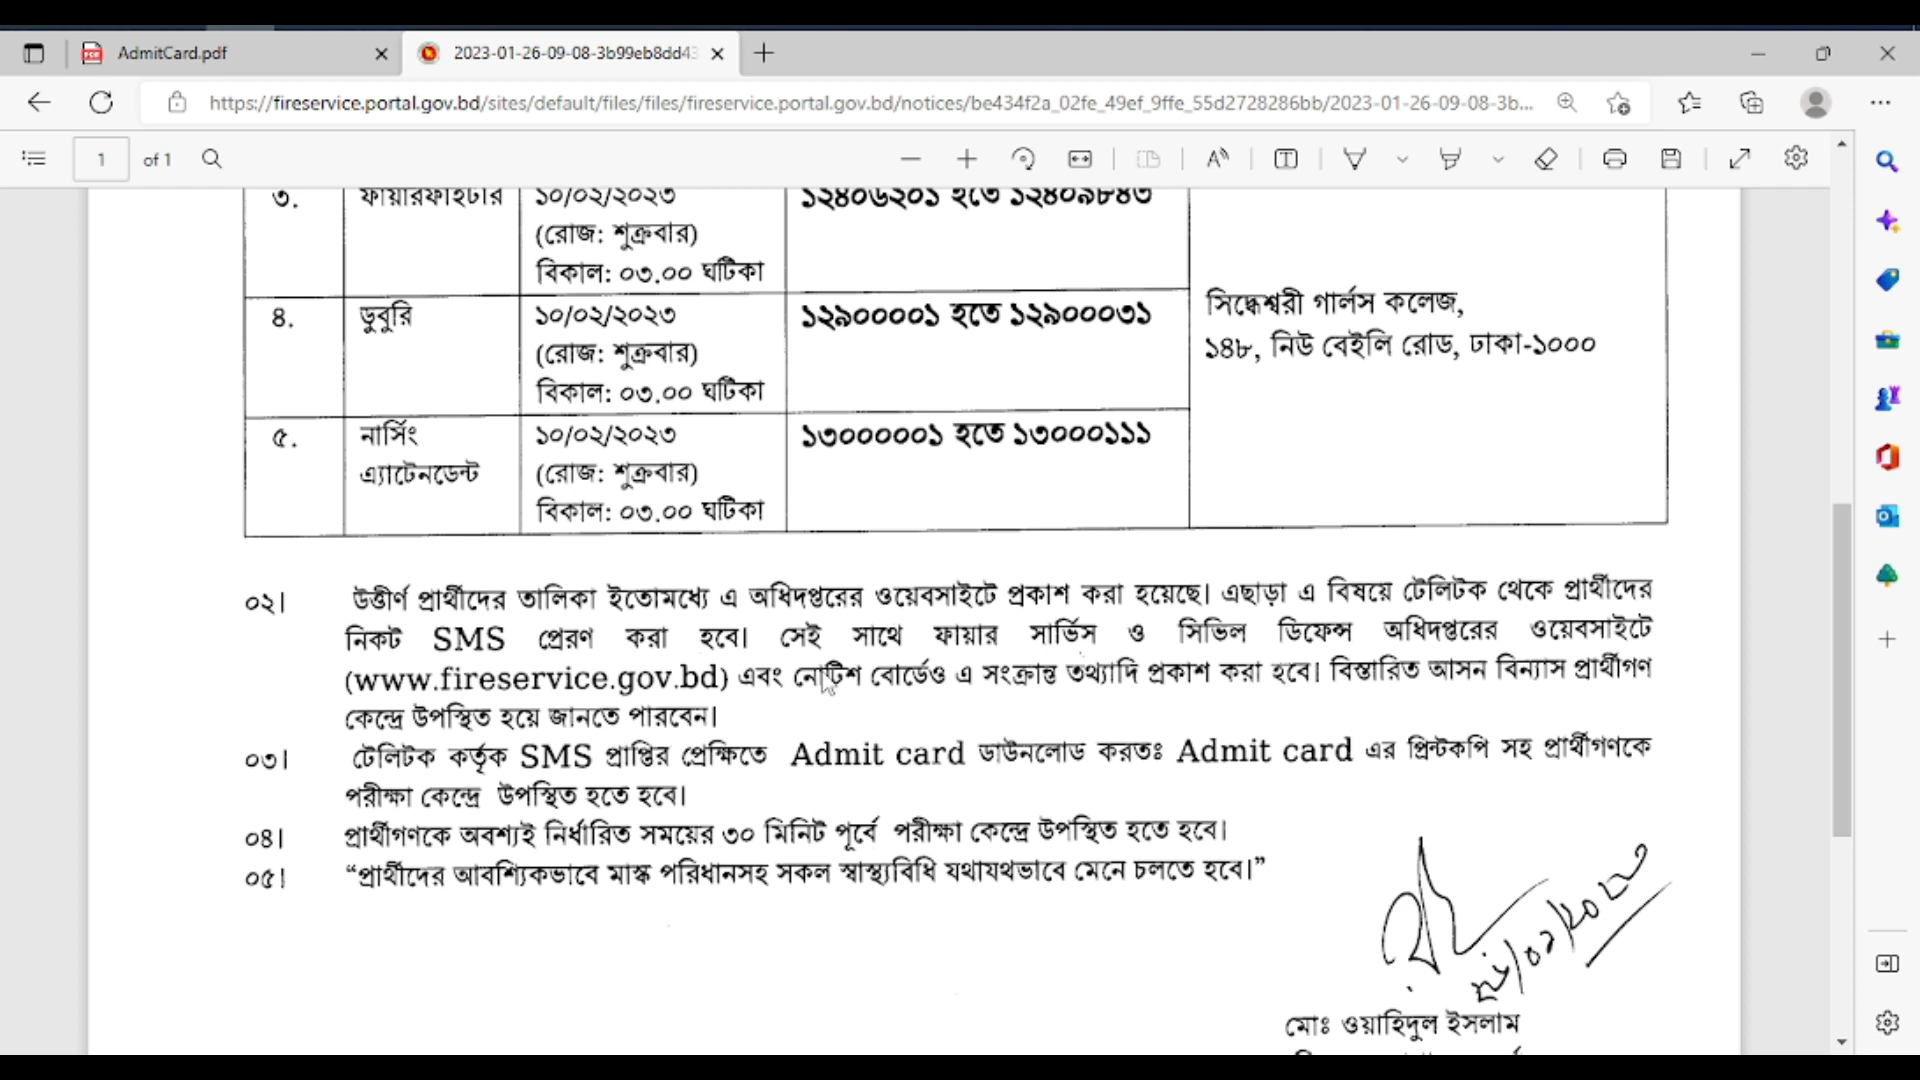 AdmitCard.pdf
2023-01-26-09-08-3b99eb8dd43
https://fireservice.portal.gov.bd/sites/default/files/files/fireservice.portal.gov.bd/notices/be434f2a_02fe_49ef_9ffe_55d2728286bb/2023-01-26-09-08-3b...
1 of 1
৩. ফায়ারফাইটার ১০/০২/২০২৩ ১২৪০৬২০১ হতে ১২৪০৯৮৪৩
(রোজ: শুক্রবার)
বিকাল: ০৩.০০ ঘটিকা
৪. ডুবুরি ১০/০২/২০২৩ ১২৯০০০০১ হতে ১২৯০০০৩১
(রোজ: শুক্রবার)
বিকাল: ০৩.০০ ঘটিকা
সিদ্ধেশ্বরী গার্লস কলেজ,
১৪৮, নিউ বেইলি রোড, ঢাকা-১০০০
৫. নার্সিং ১০/০২/২০২৩ ১৩০০০০০১ হতে ১৩০০০১১১
এ্যাটেনডেন্ট (রোজ: শুক্রবার)
বিকাল: ০৩.০০ ঘটিকা
০২। উত্তীর্ণ প্রার্থীদের তালিকা ইতোমধ্যে এ অধিদপ্তরের ওয়েবসাইটে প্রকাশ করা হয়েছে। এছাড়া এ বিষয়ে টেলিটক থেকে প্রার্থীদের
নিকট SMS প্রেরণ করা হবে। সেই সাথে ফায়ার সার্ভিস ও সিভিল ডিফেন্স অধিদপ্তরের ওয়েবসাইটে
(www.fireservice.gov.bd) এবং নোটিশ বোর্ডেও এ সংক্রান্ত তথ্যাদি প্রকাশ করা হবে। বিস্তারিত আসন বিন্যাস প্রার্থীগণ
কেন্দ্রে উপস্থিত হয়ে জানতে পারবেন।
০৩। টেলিটক কর্তৃক SMS প্রাপ্তির প্রেক্ষিতে Admit card ডাউনলোড করতঃ Admit card এর প্রিন্টকপি সহ প্রার্থীগণকে
পরীক্ষা কেন্দ্রে উপস্থিত হতে হবে।
০৪। প্রার্থীগণকে অবশ্যই নির্ধারিত সময়ের ৩০ মিনিট পূর্বে পরীক্ষা কেন্দ্রে উপস্থিত হতে হবে।
০৫। “প্রার্থীদের আবশ্যিকভাবে মাস্ক পরিধানসহ সকল স্বাস্থ্যবিধি যথাযথভাবে মেনে চলতে হবে।”
মোঃ ওয়াহিদুল ইসলাম